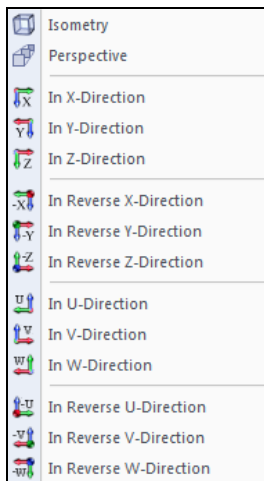 Isometry
Perspective
X In X-Direction
Y In Y-Direction
Z In Z-Direction
-X In Reverse X-Direction
-Y In Reverse Y-Direction
-Z In Reverse Z-Direction
U In U-Direction
V In V-Direction
W In W-Direction
-U In Reverse U-Direction
-V In Reverse V-Direction
-W In Reverse W-Direction